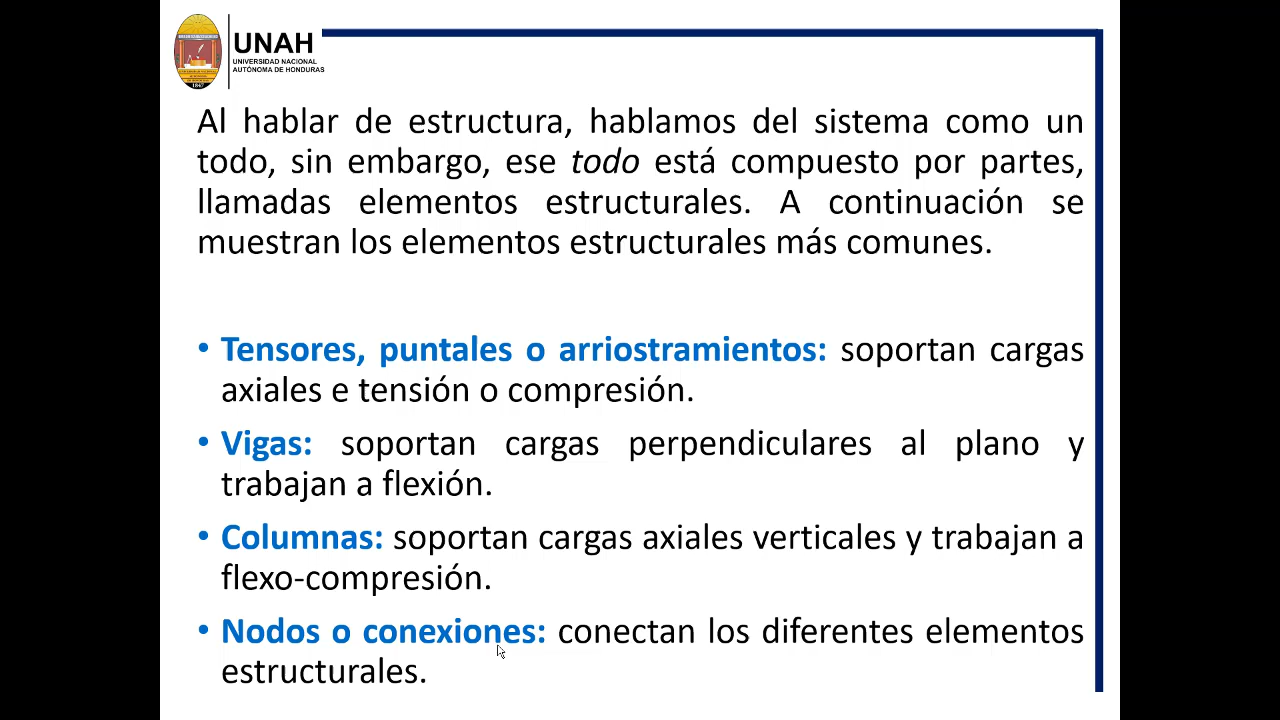 UNAH
UNIVERSIDAD NACIONAL
AUTÓNOMA DE HONDURAS
Al hablar de estructura, hablamos del sistema como un
todo, sin embargo, ese todo está compuesto por partes,
llamadas elementos estructurales. A continuación se
muestran los elementos estructurales más comunes.
• Tensores, puntales o arriostramientos: soportan cargas
axiales e tensión o compresión.
• Vigas: soportan cargas perpendiculares al plano y
trabajan a flexión.
• Columnas: soportan cargas axiales verticales y trabajan a
flexo-compresión.
• Nodos o conexiones: conectan los diferentes elementos
estructurales.